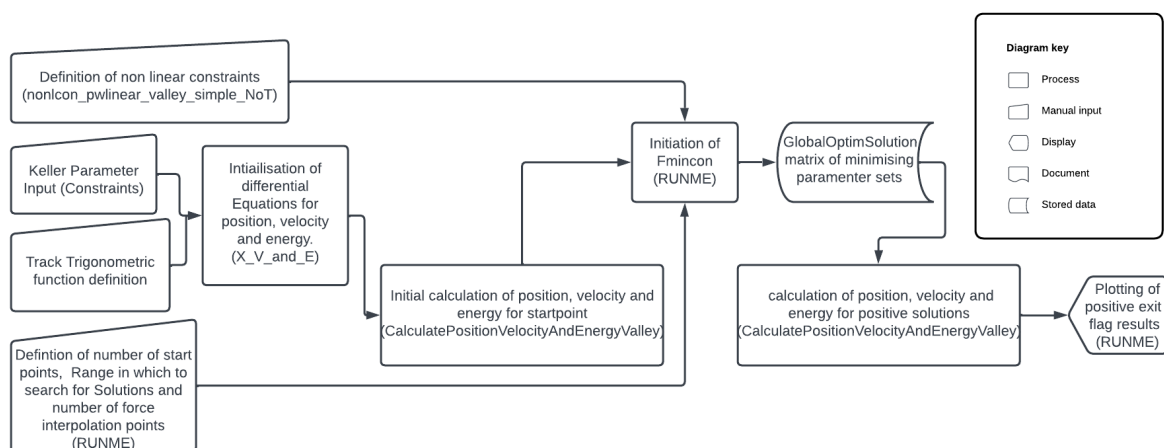 Definition of non linear constraints
(nonlcon_pwlinear_valley_simple_NoT)
Keller Parameter
Input (Constraints)
Track Trigonometric
function definition
Defintion of number of start
points,  Range in which to
search for Solutions and
number of force
interpolation points
(RUNME)
Intiailisation of
differential
Equations for
position, velocity
and energy.
(X_V_and_E)
Initial calculation of position, velocity and
energy for startpoint
(CalculatePositionVelocityAndEnergyValley)
Initiation of
Fmincon
(RUNME)
GlobalOptimSolution
matrix of minimising
paramenter sets
calculation of position, velocity and
energy for positive solutions
(CalculatePositionVelocityAndEnergyValley)
Plotting of
positive exit
flag results
(RUNME)
Diagram key
Process
Manual input
Display
Document
Stored data